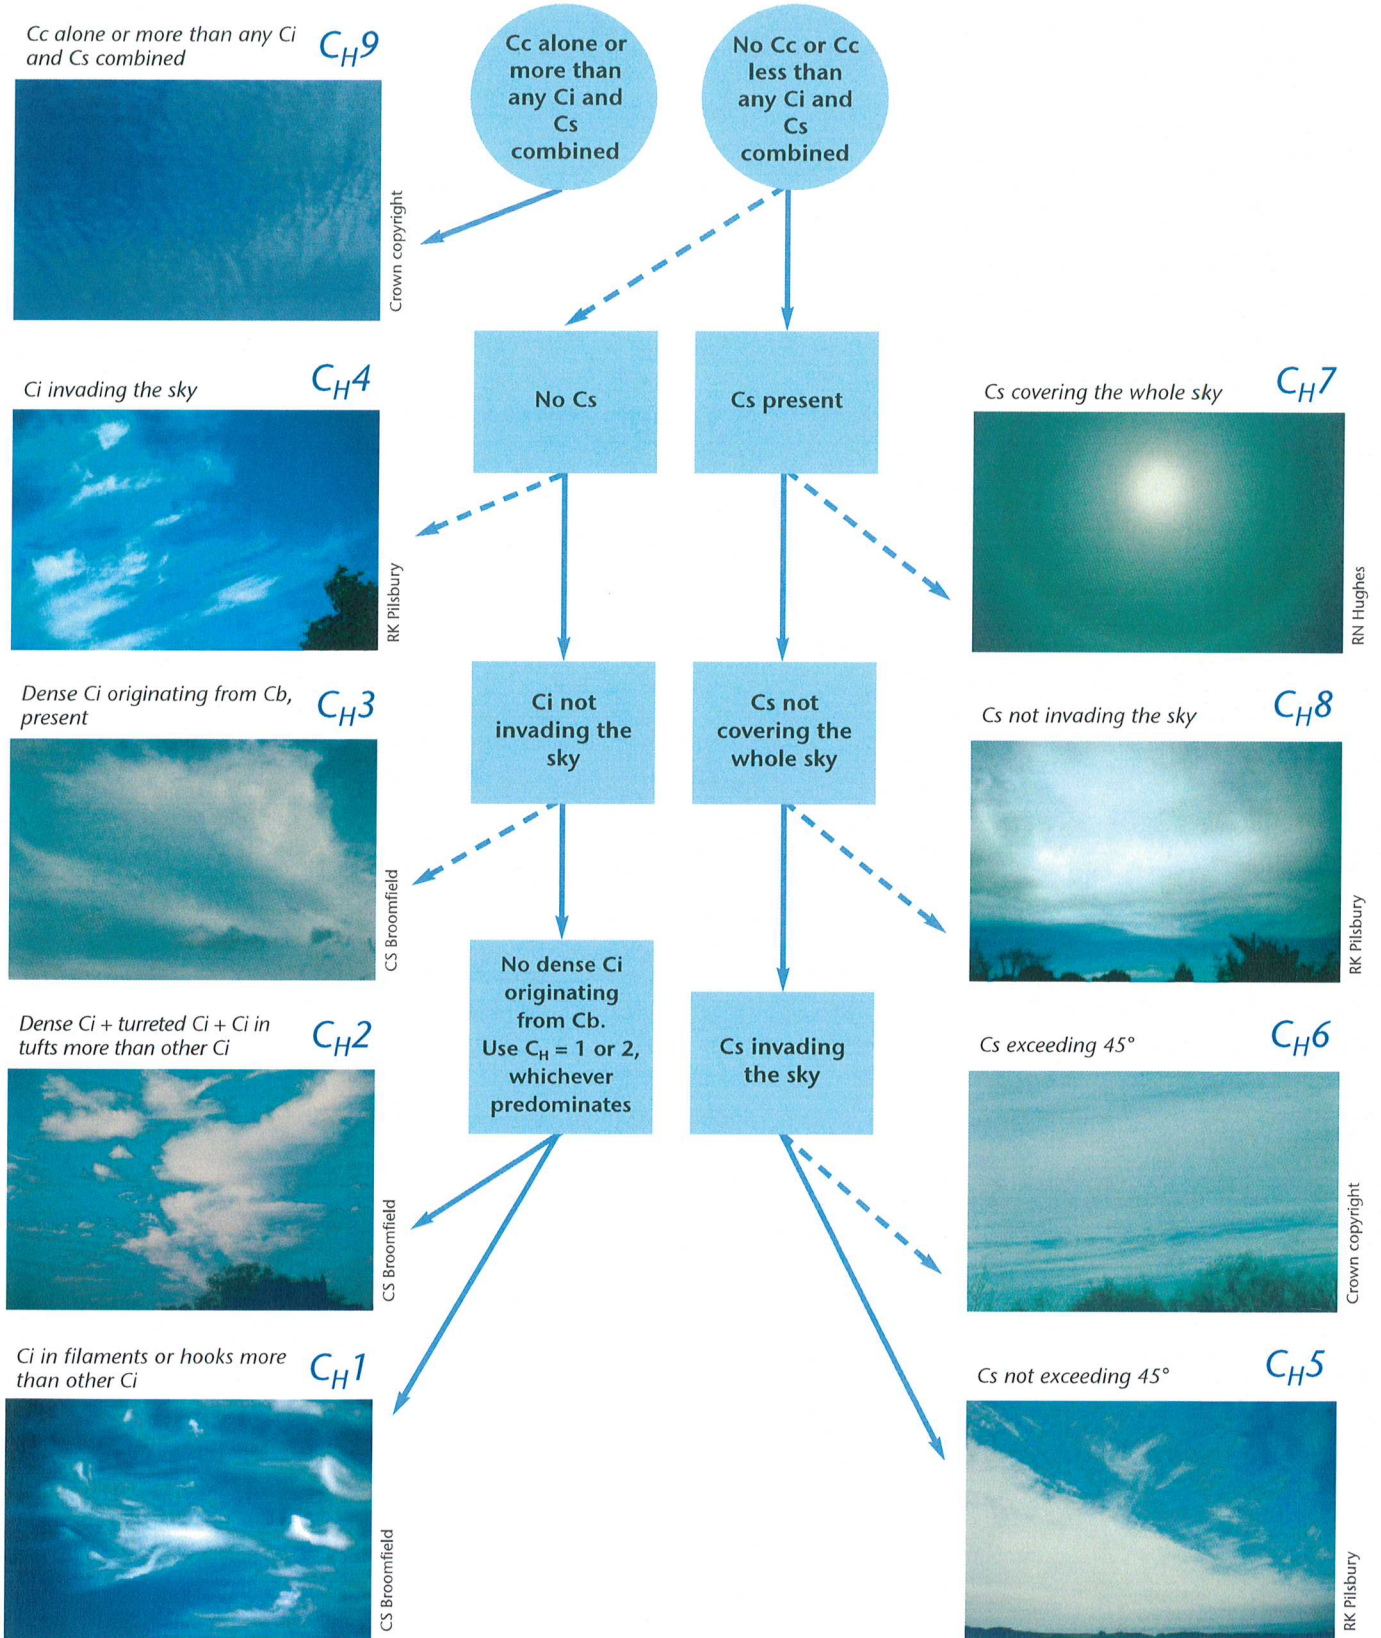 Cc alone or more than any Ci
and Cs combined
CH9
Crown copyright
Cc alone or
more than
any Ci and
Cs
combined
No Cc or Cc
less than
any Ci and
Cs
combined
Ci invading the sky
CH4
RK Pilsbury
No Cs
Cs present
Cs covering the whole sky
CH7
RN Hughes
Dense Ci originating from Cb,
present
CH3
CS Broomfield
Ci not
invading the
sky
Cs not
covering the
whole sky
Cs not invading the sky
CH8
RK Pilsbury
Dense Ci + turreted Ci + Ci in
tufts more than other Ci
CH2
CS Broomfield
No dense Ci
originating
from Cb.
Use CH = 1 or 2,
whichever
predominates
Cs invading
the sky
Cs exceeding 45°
CH6
Crown copyright
Ci in filaments or hooks more
than other Ci
CH1
CS Broomfield
Cs not exceeding 45°
CH5
RK Pilsbury